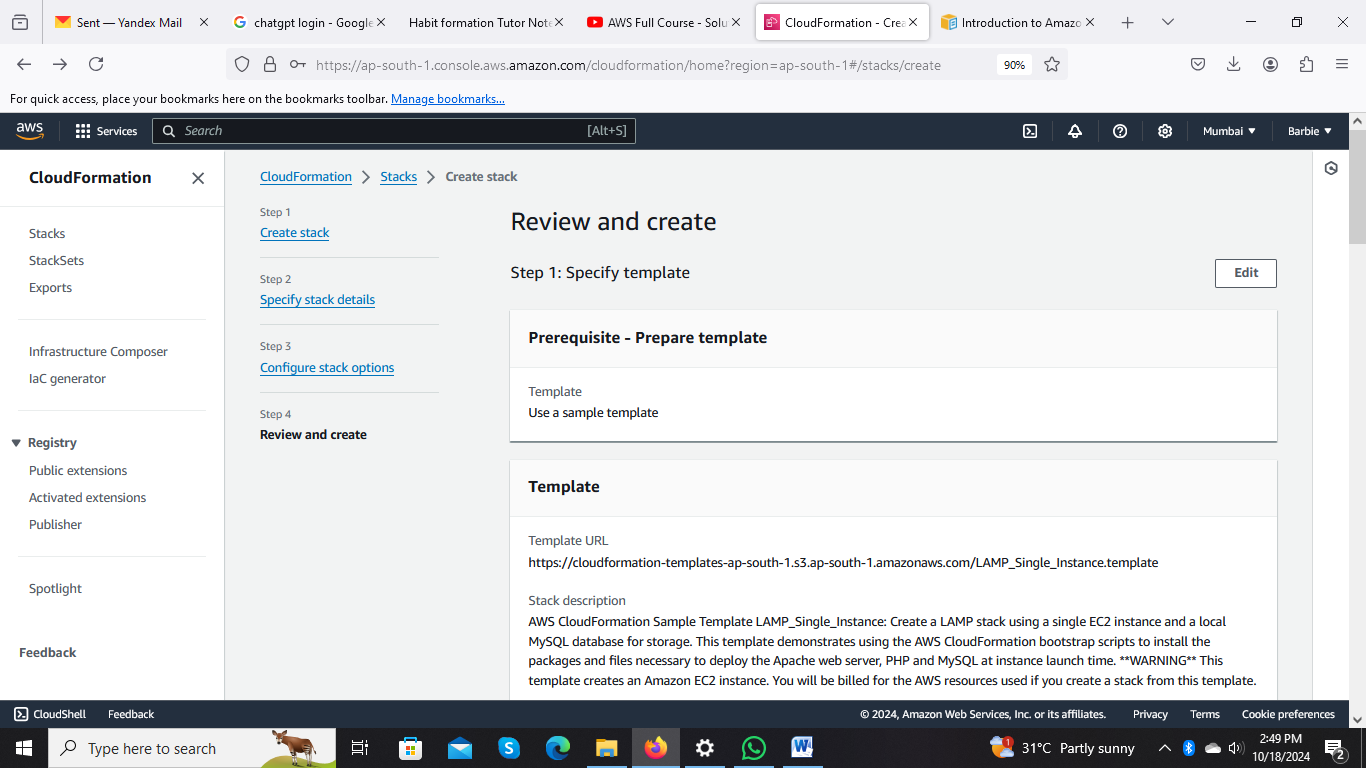 Sent — Yandex Mail
chatgpt login - Google
Habit formation Tutor Note
AWS Full Course - Solu
CloudFormation - Crea
Introduction to Amazo
https://ap-south-1.console.aws.amazon.com/cloudformation/home?region=ap-south-1#/stacks/create
90%
For quick access, place your bookmarks here on the bookmarks toolbar. Manage bookmarks...
aws
Services
Search
[Alt+S]
Mumbai
Barbie
CloudFormation
Stacks
StackSets
Exports
Infrastructure Composer
IaC generator
Registry
Public extensions
Activated extensions
Publisher
Spotlight
Feedback
CloudFormation
Stacks
Create stack
Step 1
Create stack
Step 2
Specify stack details
Step 3
Configure stack options
Step 4
Review and create
Review and create
Step 1: Specify template
Edit
Prerequisite - Prepare template
Template
Use a sample template
Template
Template URL
https://cloudformation-templates-ap-south-1.s3.ap-south-1.amazonaws.com/LAMP_Single_Instance.template
Stack description
AWS CloudFormation Sample Template LAMP_Single_Instance: Create a LAMP stack using a single EC2 instance and a local
MySQL database for storage. This template demonstrates using the AWS CloudFormation bootstrap scripts to install the
packages and files necessary to deploy the Apache web server, PHP and MySQL at instance launch time. **WARNING** This
template creates an Amazon EC2 instance. You will be billed for the AWS resources used if you create a stack from this template.
CloudShell
Feedback
© 2024, Amazon Web Services, Inc. or its affiliates.
Privacy
Terms
Cookie preferences
Type here to search
1
31°C Partly sunny
2:49 PM
10/18/2024
2